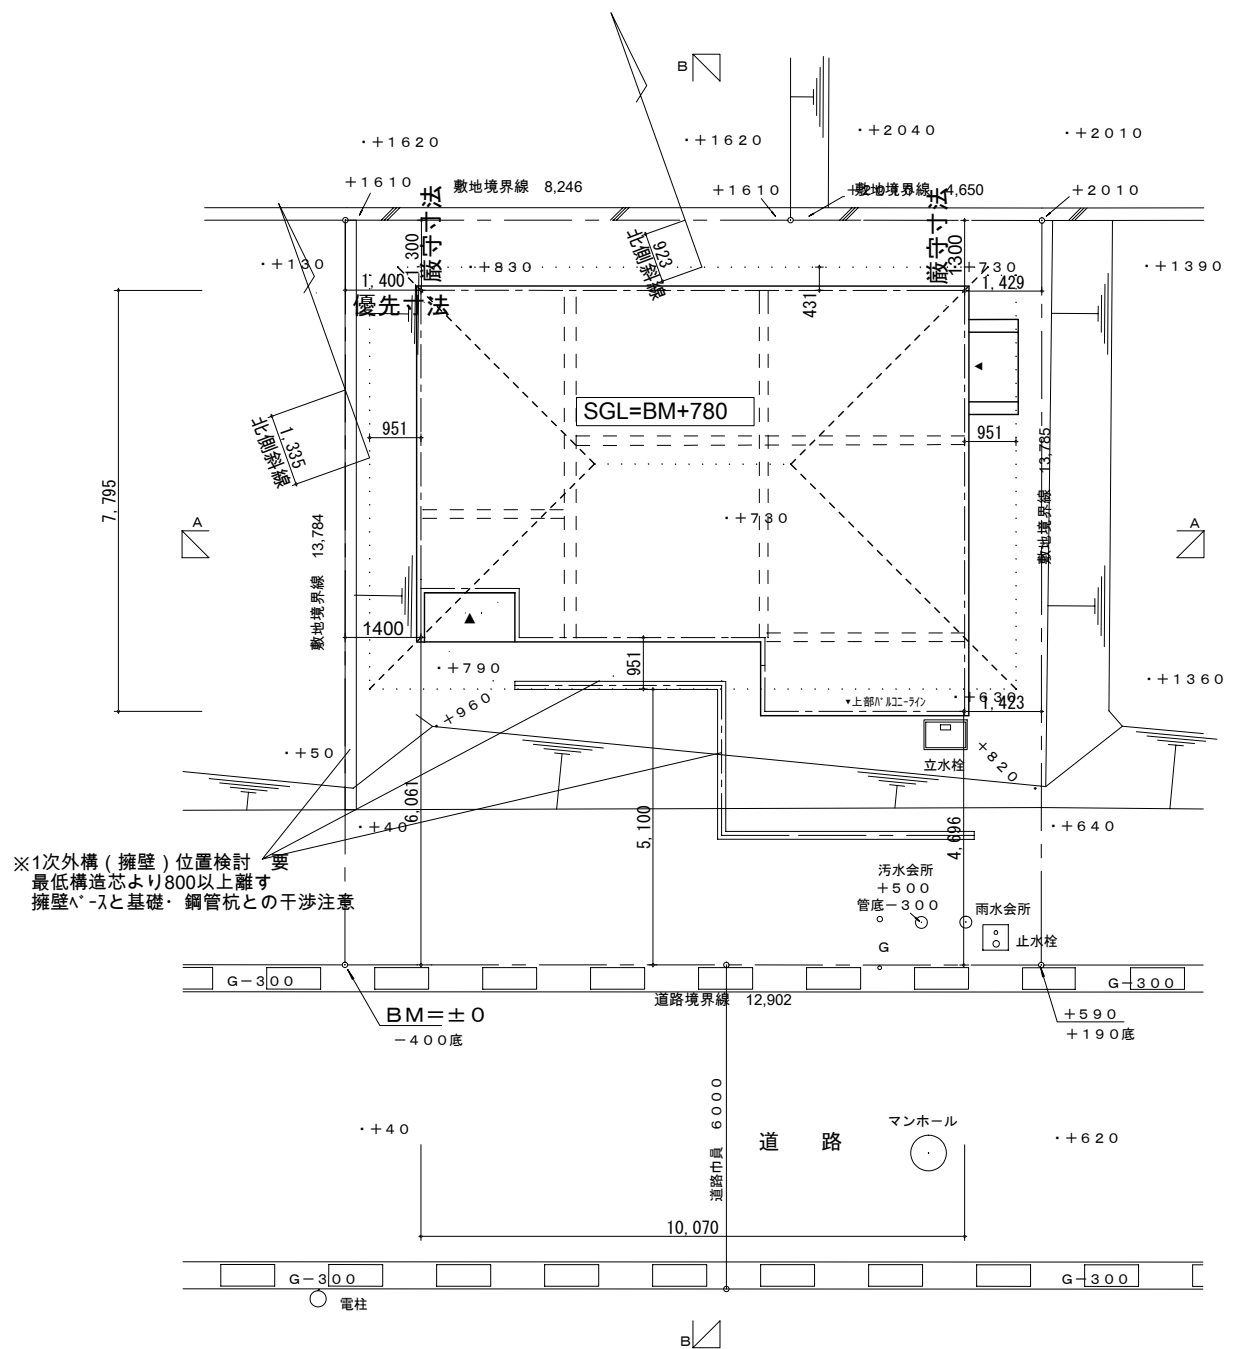 B
・＋１６２０
・＋１６２０
・＋２０４０
・＋２０１０
＋１６１０
敷地境界線　8,246
＋１６１０
敷地境界線　4,650
＋２０１０
厳守寸法
1,300
厳守寸法
1300
923
北側斜線
・＋１３０
・＋８３０
・＋７３０
・＋１３９０
1,400
優先寸法
431
1,429
SGL=BM+780
1,335
北側斜線
951
951
7,795
敷地境界線　13,784
敷地境界線　13,785
A
A
・＋７３０
1400
951
・＋７９０
・＋９６０
▼上部ﾊﾞﾙｺﾆｰﾗｲﾝ
・＋６３０
1,423
・＋１３６０
・＋５０
立水栓
＋８２０
・＋４０
6,061
5,100
4,696
・＋６４０
※1次外構（擁壁）位置検討　要
最低構造芯より800以上離す
擁壁ﾍﾞｰｽと基礎・鋼管杭との干渉注意
汚水会所
＋５００
管底－３００
雨水会所
G
止水栓
Ｇ－３００
Ｇ－３００
道路境界線　12,902
ＢＭ＝±０
－４００底
＋５９０
＋１９０底
・＋４０
道路巾員　６０００
道　路
マンホール
・＋６２０
10,070
Ｇ－３００
Ｇ－３００
電柱
B